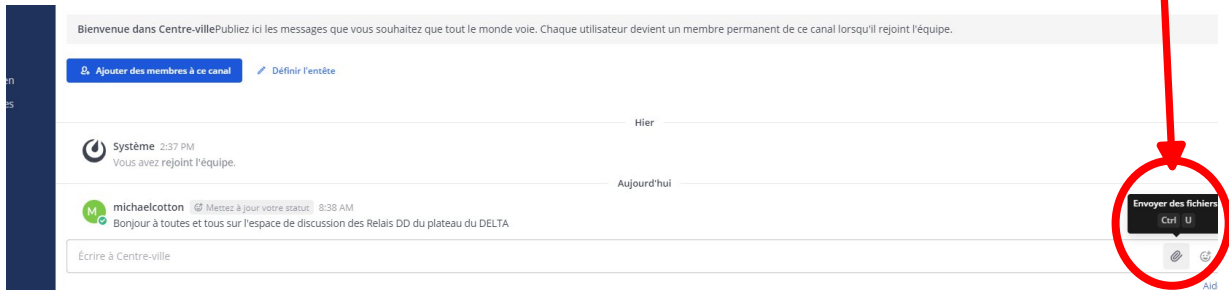 Bienvenue dans Centre-villePubliez ici les messages que vous souhaitez que tout le monde voie. Chaque utilisateur devient un membre permanent de ce canal lorsqu'il rejoint l'équipe.
Ajouter des membres à ce canal Définir l'entête
en
es
Hier
Système 2:37 PM
Vous avez rejoint l'équipe.
Aujourd'hui
michaelcotton Mettez à jour votre statut 8:38 AM
Bonjour à toutes et tous sur l'espace de discussion des Relais DD du plateau du DELTA
Envoyer des fichiers
Ctrl U
Écrire à Centre-ville
Aid